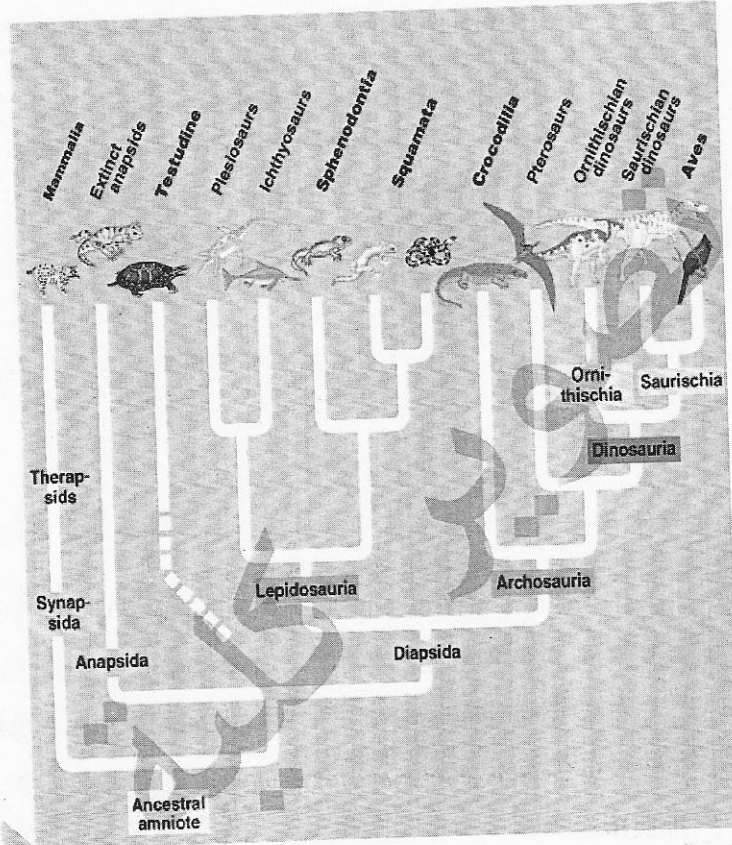 Mammalia
Extinct
anapsids
Testudine
Plesiosaurs
Ichthyosaurs
Sphenodontia
Squamata
Crocodilia
Pterosaurs
Ornithischian
dinosaurs
Saurischian
dinosaurs
Aves
Orni-
thischia
Saurischia
Dinosauria
Therap-
sids
Lepidosauria
Archosauria
Synap-
sida
Anapsida
Diapsida
Ancestral
amniote